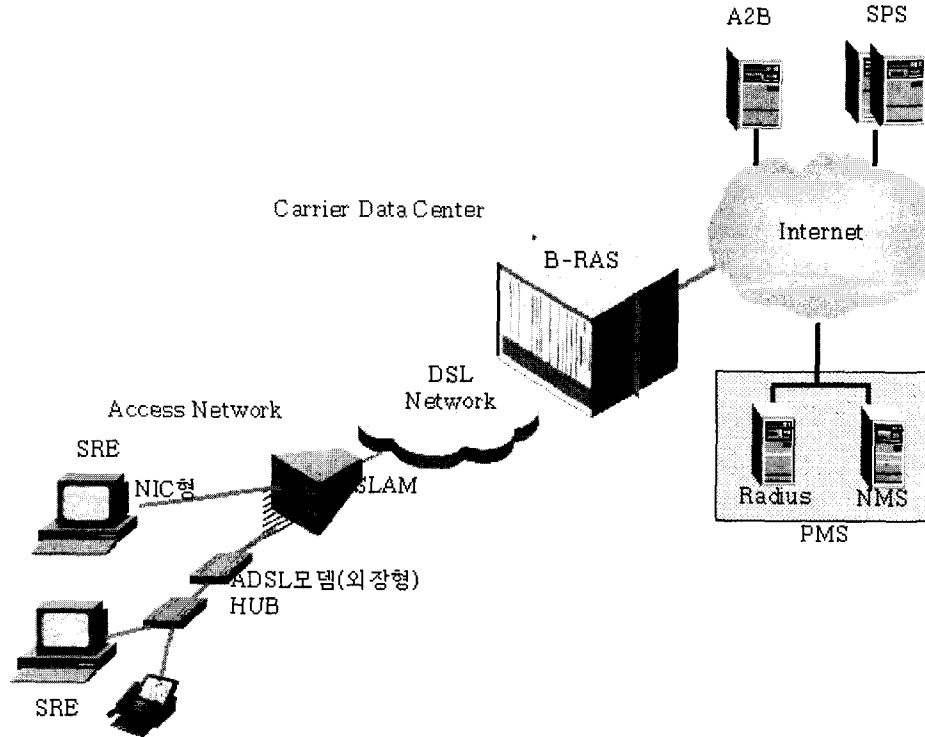 A2B
SPS
Carrier Data Center
Internet
B-RAS
DSL
Network
Access Network
SRE
NIC형
SLAM
Radius
NMS
PMS
ADSL모뎀(외장형)
HUB
SRE